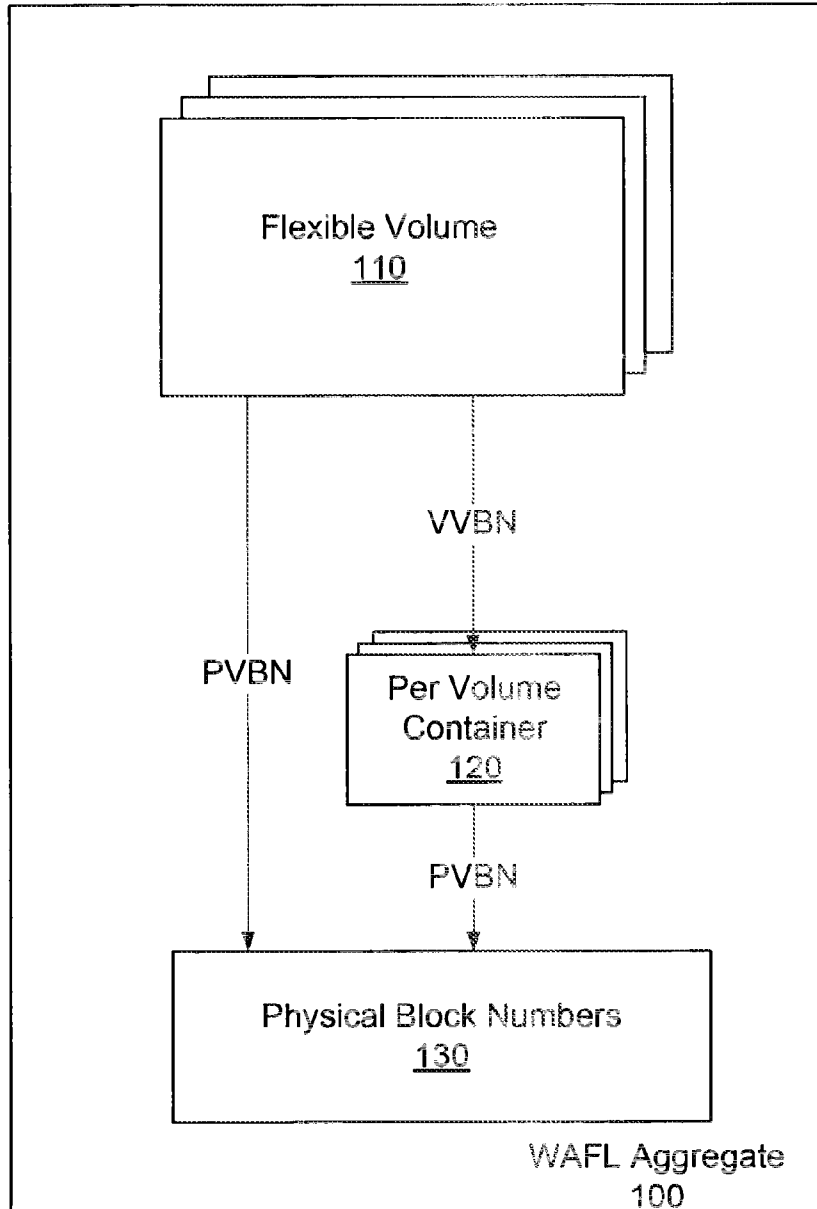 Flexible Volume
110
VVBN
PVBN
Per Volume
Container
120
PVBN
Physical Block Numbers
130
WAFL Aggregate
100